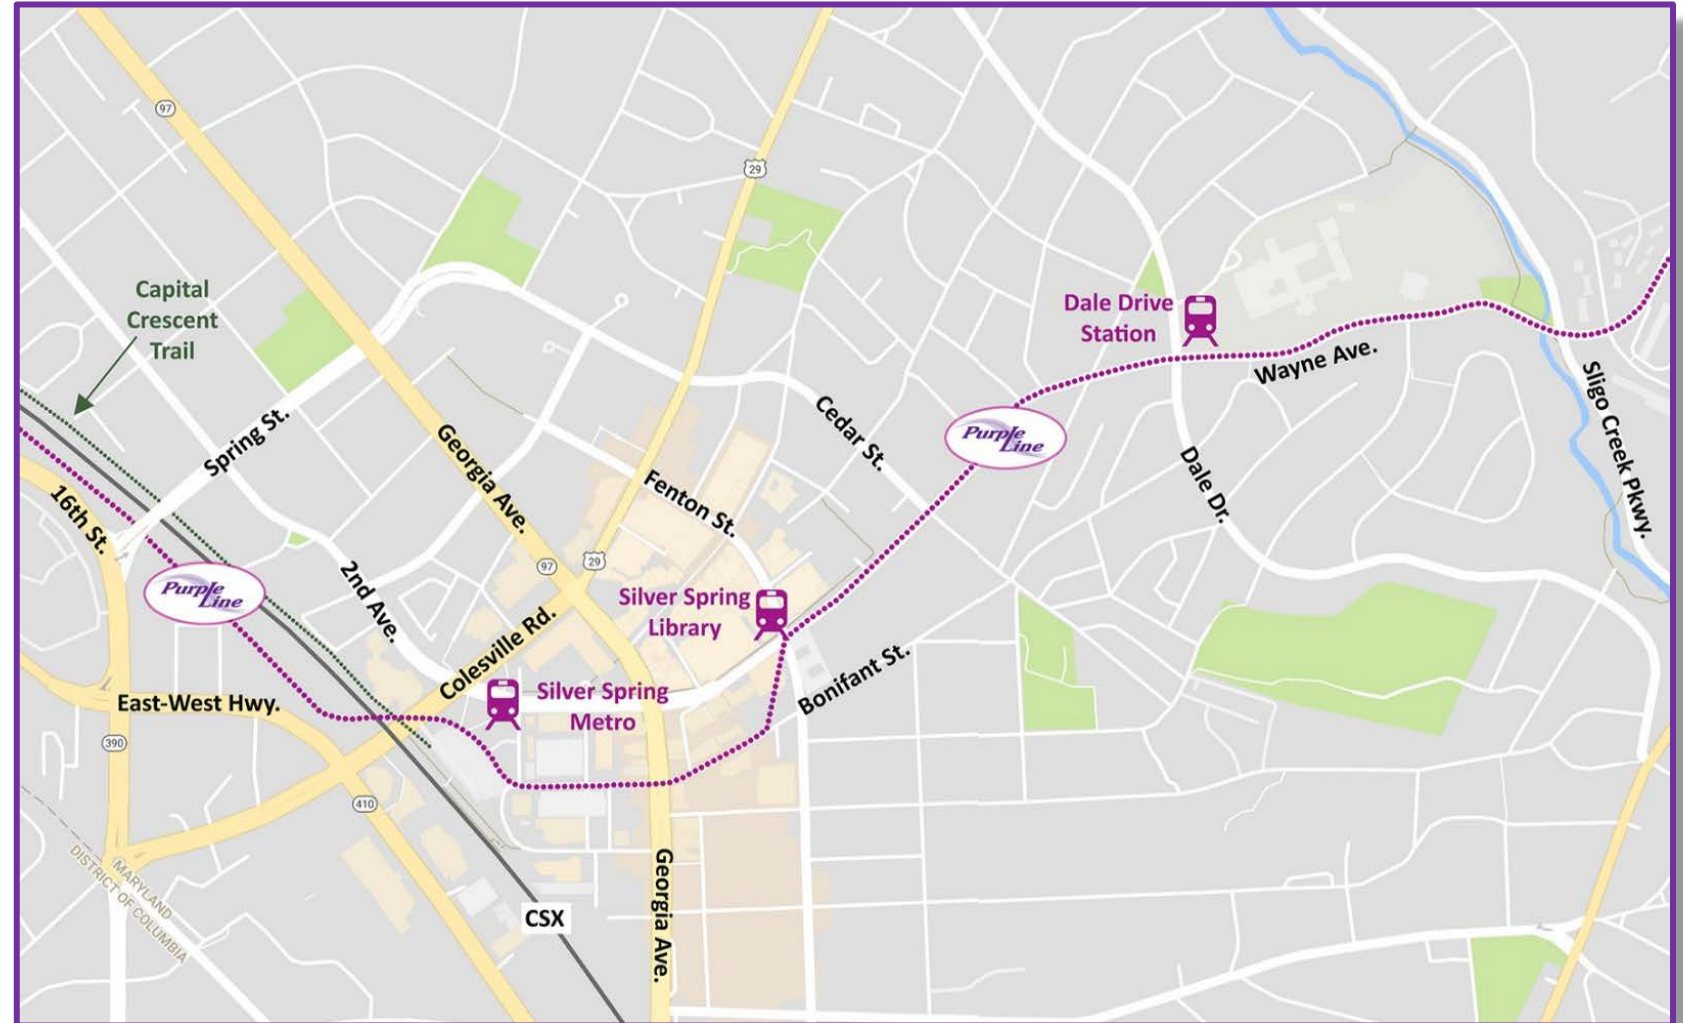 97
29
Capital
Crescent
Trail
Dale Drive
Station
Wayne Ave.
Sligo Creek Pkwy.
Spring St.
Georgia Ave.
Cedar St.
Purple
Line
Dale Dr.
16th St.
Fenton St.
97
29
2nd Ave.
Purple
Line
Silver Spring
Library
Colesville Rd.
Bonifant St.
East-West Hwy.
Silver Spring
Metro
390
410
MARYLAND
DISTRICT OF COLUMBIA
Georgia Ave.
CSX